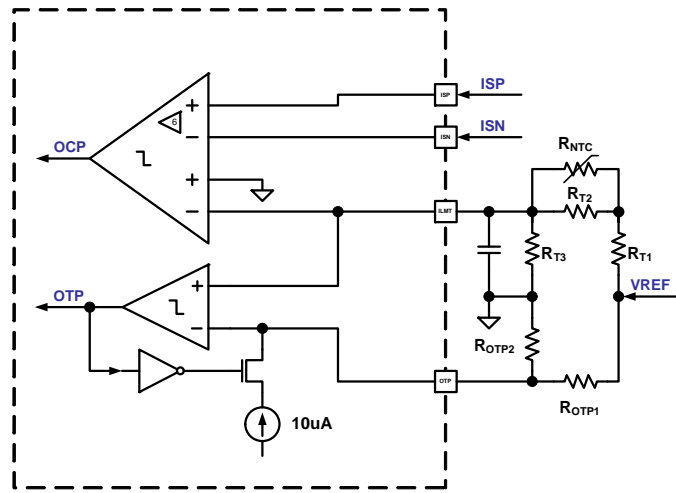 ISP
ISP
6
ISN
ISN
OCP
RNTC
RT2
ILMT
RT3
RT1
OTP
VREF
ROTP2
OTP
ROTP1
10uA